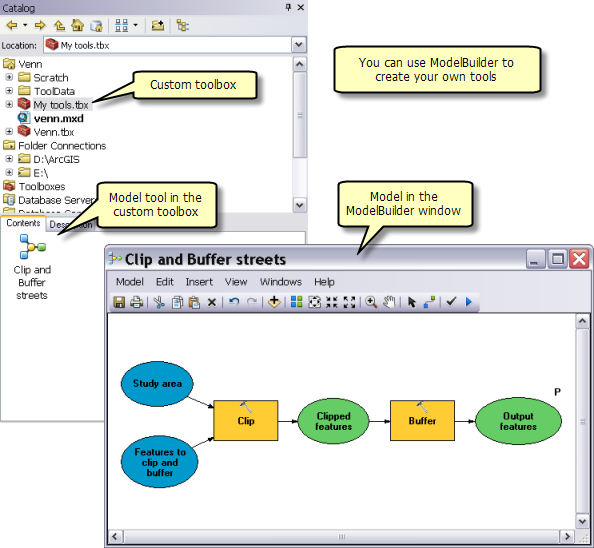 Catalog
Location: My tools.tbx
Venn
Scratch
ToolData
My tools.tbx
venn.mxd
Venn.tbx
Folder Connections
D:\ArcGIS
E:\
Toolboxes
Database Server
Custom toolbox
You can use ModelBuilder to
create your own tools
Model tool in the
custom toolbox
Model in the
ModelBuilder window
Contents
Clip and
Buffer
streets
Clip and Buffer streets
Model Edit Insert View Windows Help
Study area
Features to
clip and
buffer
Clip
Clipped
features
Buffer
P
Output
features